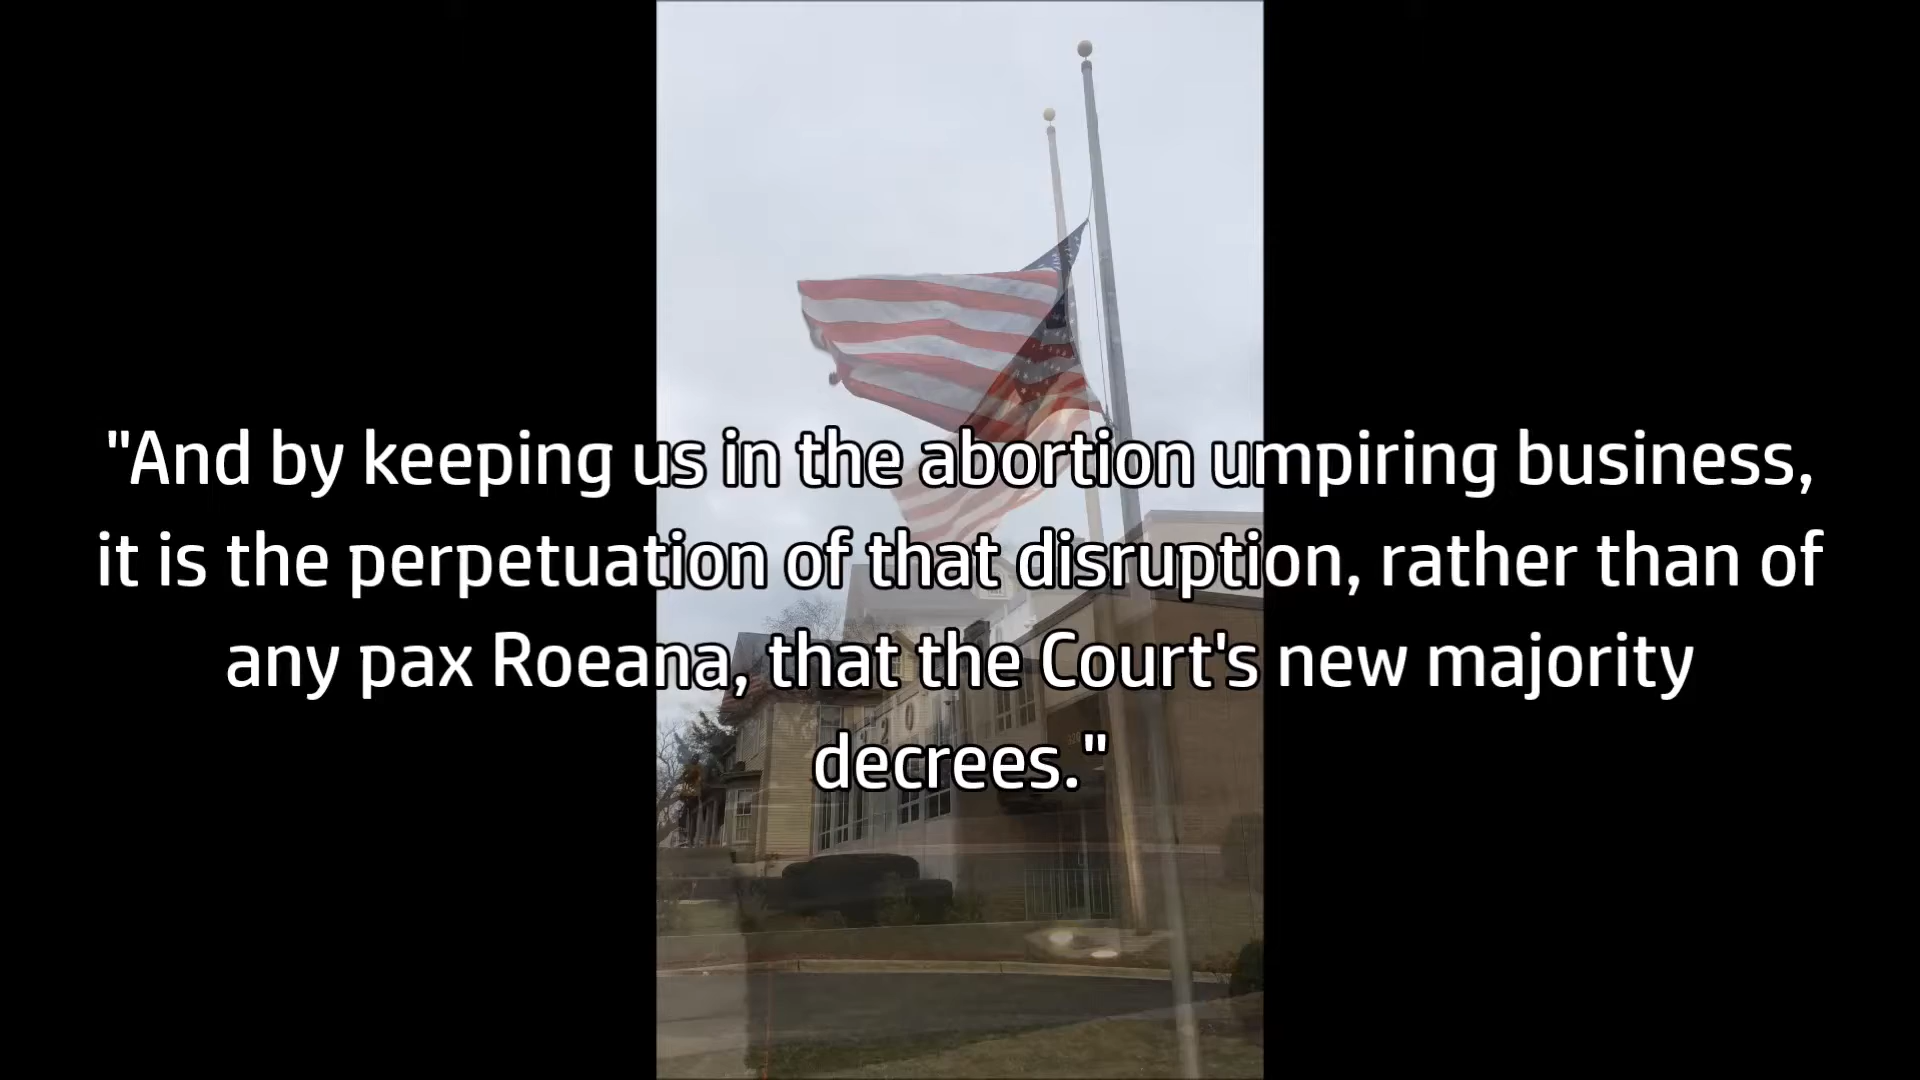 "And by keeping us in the abortion umpiring business,
it is the perpetuation of that disruption, rather than of
any pax Roeana, that the Court's new majority
decrees."